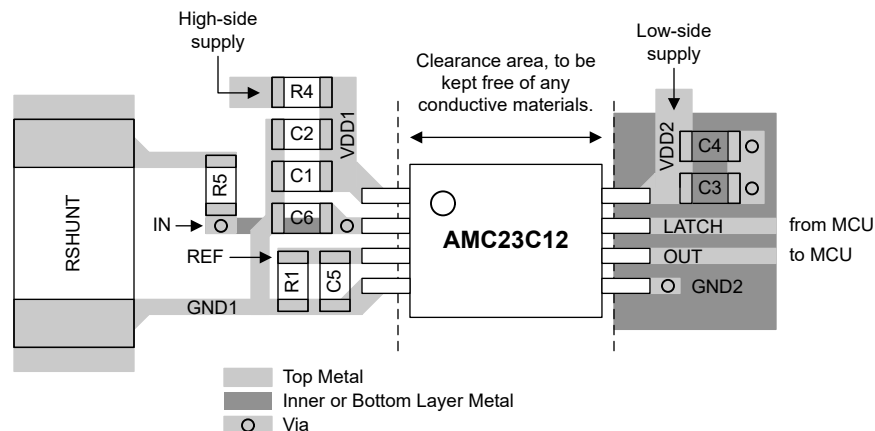 High-side
supply
Clearance area, to be
kept free of any
conductive materials.
Low-side
supply
R4
C2
C1
C6
VDD1
R5
IN
REF
R1
C5
GND1
RSHUNT
AMC23C12
VDD2
C4
C3
LATCH
from MCU
OUT
to MCU
GND2
Top Metal
Inner or Bottom Layer Metal
Via